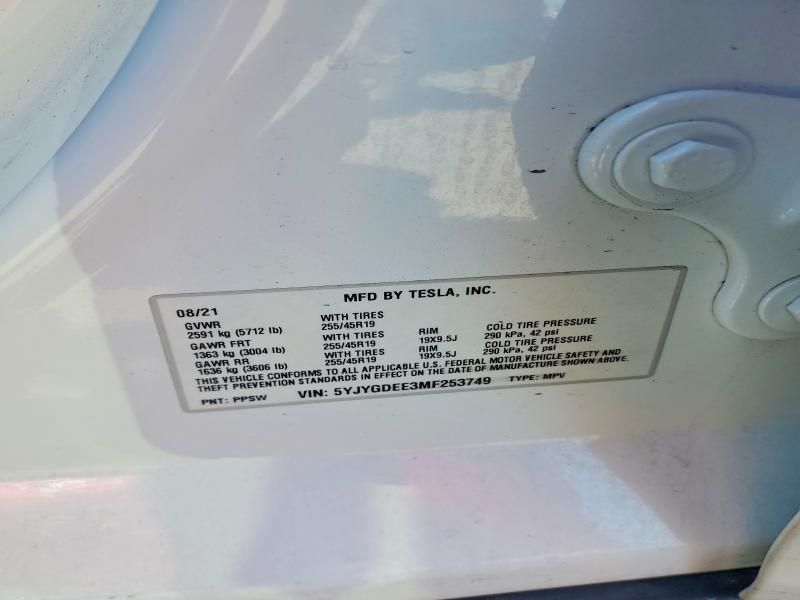 MFD BY TESLA, INC.
08/21
GVWR WITH TIRES
2591 kg (5712 lb) 255/45R19 RIM COLD TIRE PRESSURE
GAWR FRT WITH TIRES 19X9.5J 290 kPa, 42 psi
1363 kg (3004 lb) 255/45R19 RIM COLD TIRE PRESSURE
GAWR RR WITH TIRES 19X9.5J 290 kPa, 42 psi
1636 kg (3606 lb) 255/45R19
THIS VEHICLE CONFORMS TO ALL APPLICABLE U.S. FEDERAL MOTOR VEHICLE SAFETY AND
THEFT PREVENTION STANDARDS IN EFFECT ON THE DATE OF MANUFACTURE SHOWN ABOVE.
PNT: PPSW VIN: 5YJYGDEE3MF253749 TYPE: MPV